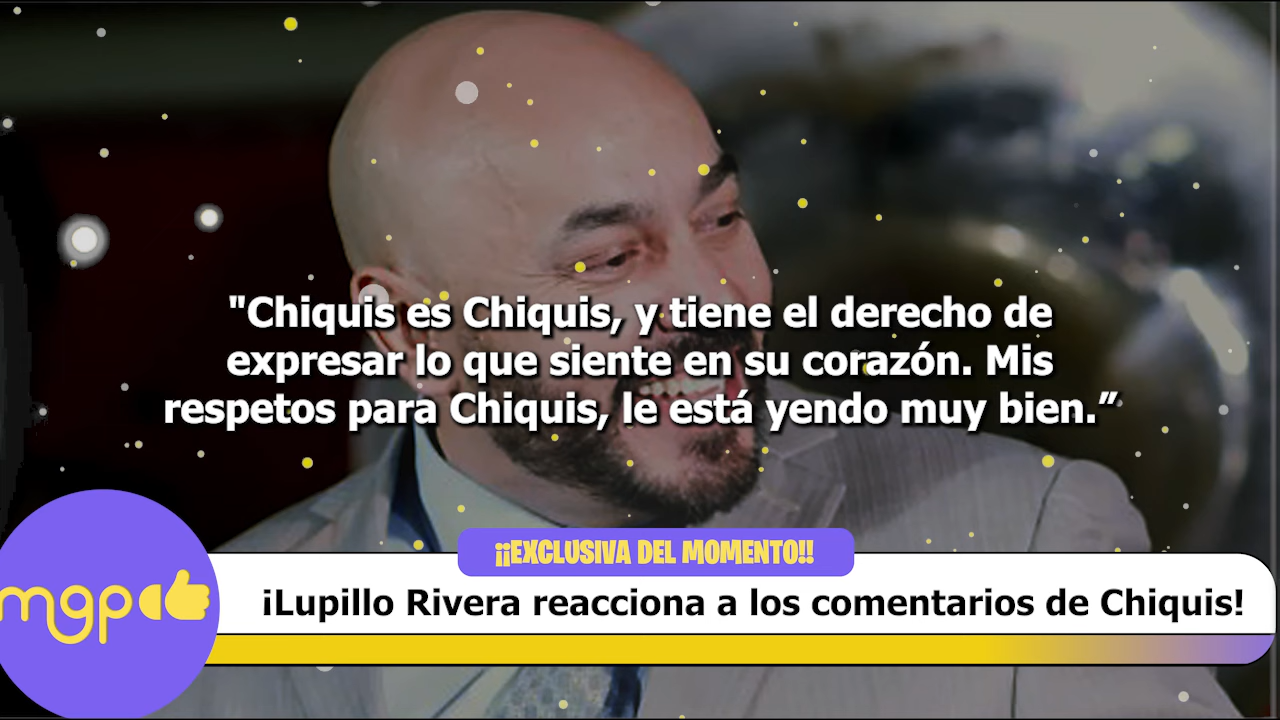 "Chiquis es Chiquis, y tiene el derecho de
expresar lo que siente en su corazón. Mis
respetos para Chiquis, le está yendo muy bien.”
¡¡EXCLUSIVA DEL MOMENTO!!
mgp
¡Lupillo Rivera reacciona a los comentarios de Chiquis!